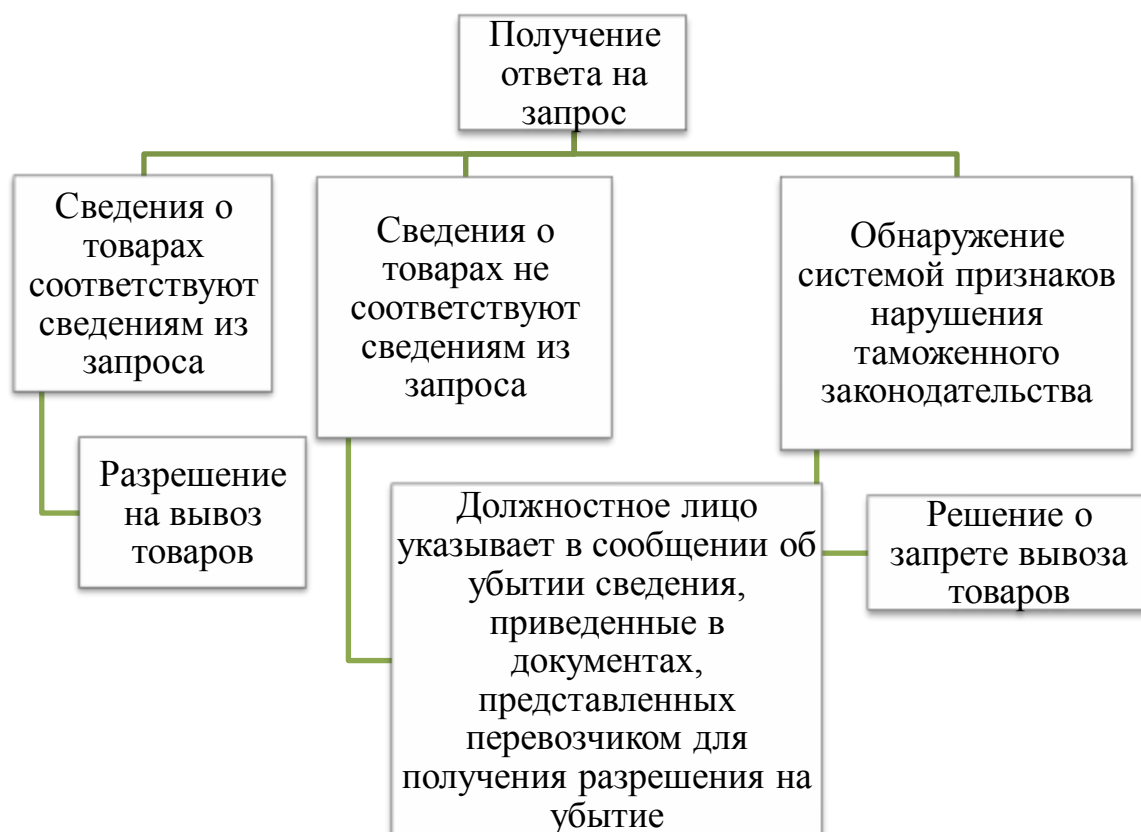 Получение
ответа на
запрос
Сведения о
товарах
соответствуют
сведениям из
запроса
Разрешение
на вывоз
товаров
Сведения о
товарах не
соответствуют
сведениям из
запроса
Должностное лицо
указывает в сообщении об
убытии сведения,
приведенные в
документах,
представленных
перевозчиком для
получения разрешения на
убытие
Обнаружение
системой признаков
нарушения
таможенного
законодательства
Решение о
запрете вывоза
товаров